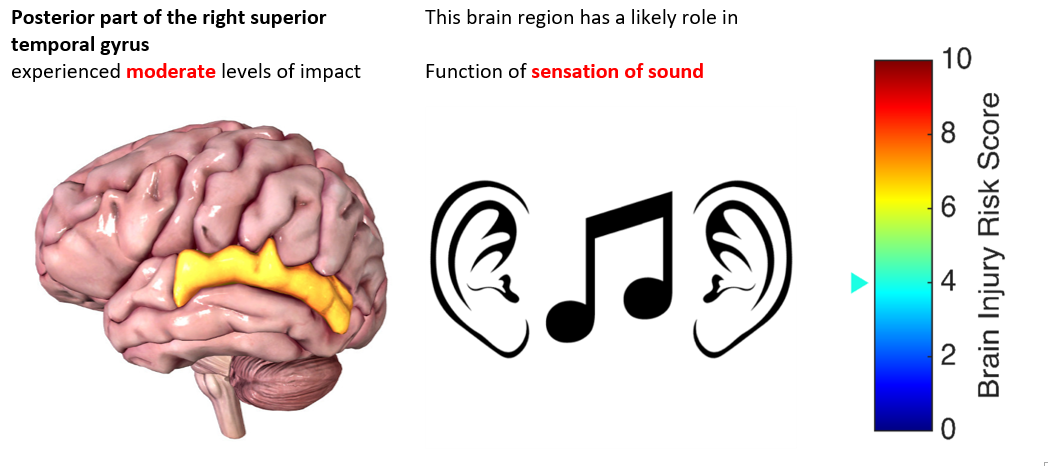 Posterior part of the right superior
temporal gyrus
experienced moderate levels of impact
This brain region has a likely role in
Function of sensation of sound
10
8
6
4
2
0
Brain Injury Risk Score